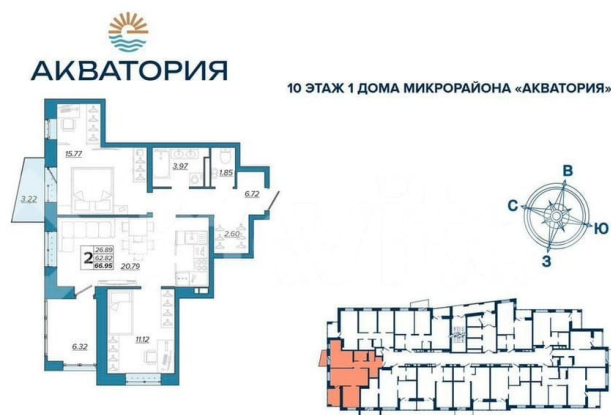 АКВАТОРИЯ
10 ЭТАЖ 1 ДОМА МИКРОРАЙОНА «АКВАТОРИЯ»
15.77
3.97
1.85
6.72
3.22
2.60
2
26.89
62.82
66.95
20.79
6.32
11.12
В
С
Ю
З